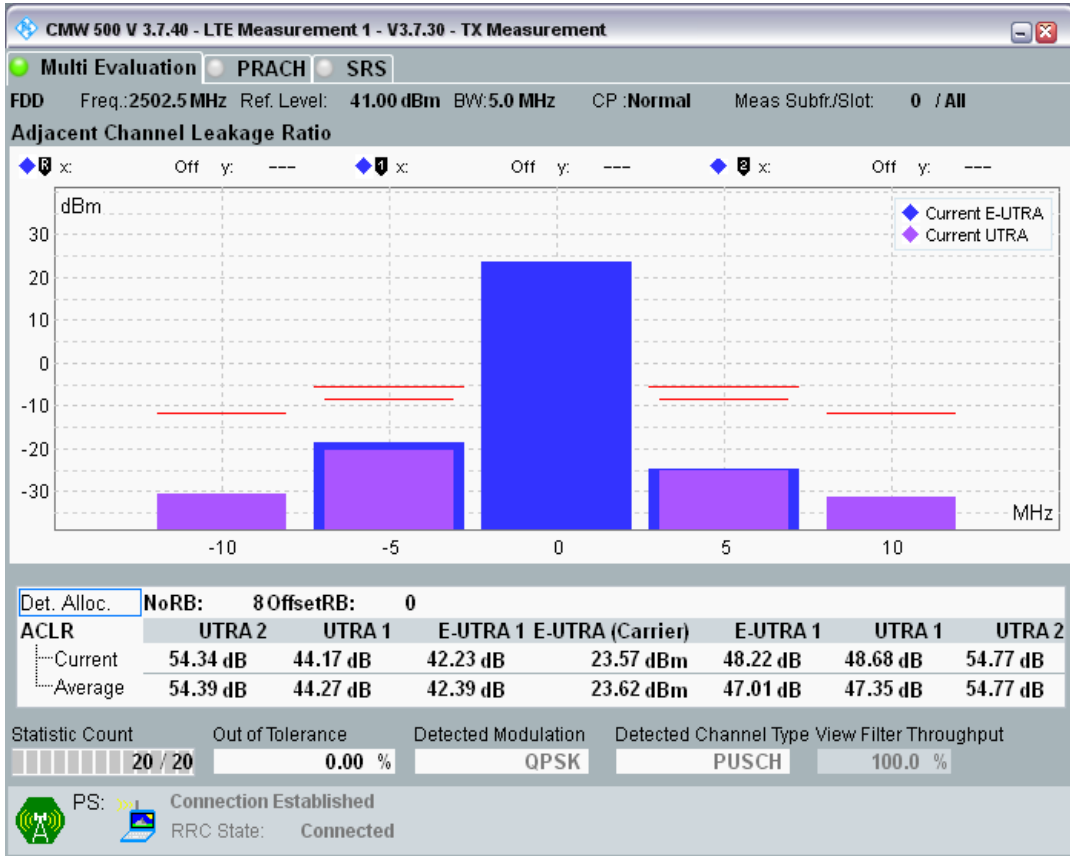 CMW 500 V 3.7.40 - LTE Measurement 1 - V3.7.30 - TX Measurement
Multi Evaluation PRACH SRS
FDD Freq.:2502.5 MHz Ref. Level: 41.00 dBm BW:5.0 MHz CP :Normal Meas Subfr./Slot: 0 / All
Adjacent Channel Leakage Ratio
R x: Off y: --- 1 x: Off y: --- 2 x: Off y: ---
dBm
Current E-UTRA
Current UTRA
30
20
10
0
-10
-20
-30
MHz
-10 -5 0 5 10
Det. Alloc. NoRB: 8 OffsetRB: 0
ACLR UTRA 2 UTRA 1 E-UTRA 1 E-UTRA (Carrier) E-UTRA 1 UTRA 1 UTRA 2
Current 54.34 dB 44.17 dB 42.23 dB 23.57 dBm 48.22 dB 48.68 dB 54.77 dB
Average 54.39 dB 44.27 dB 42.39 dB 23.62 dBm 47.01 dB 47.35 dB 54.77 dB
Statistic Count Out of Tolerance Detected Modulation Detected Channel Type View Filter Throughput
20 / 20 0.00 % QPSK PUSCH 100.0 %
PS: Connection Established
RRC State: Connected